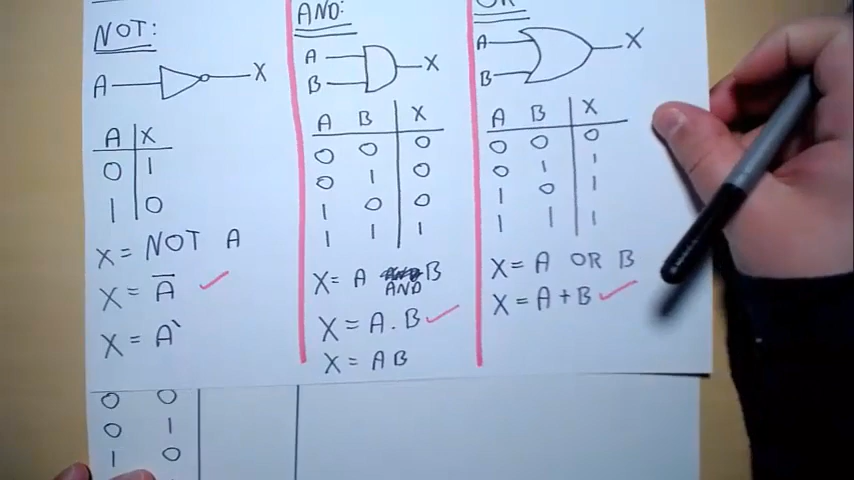 NOT:
A X
A X
0 1
1 0
X = NOT A
X = A̅
X = A`
AND:
A
B X
A B X
0 0 0
0 1 0
1 0 0
1 1 1
X = A AND B
X = A . B
X = AB
OR
A
B X
A B X
0 0 0
0 1 1
1 0 1
1 1 1
X = A OR B
X = A + B
0 0
0 1
1 0